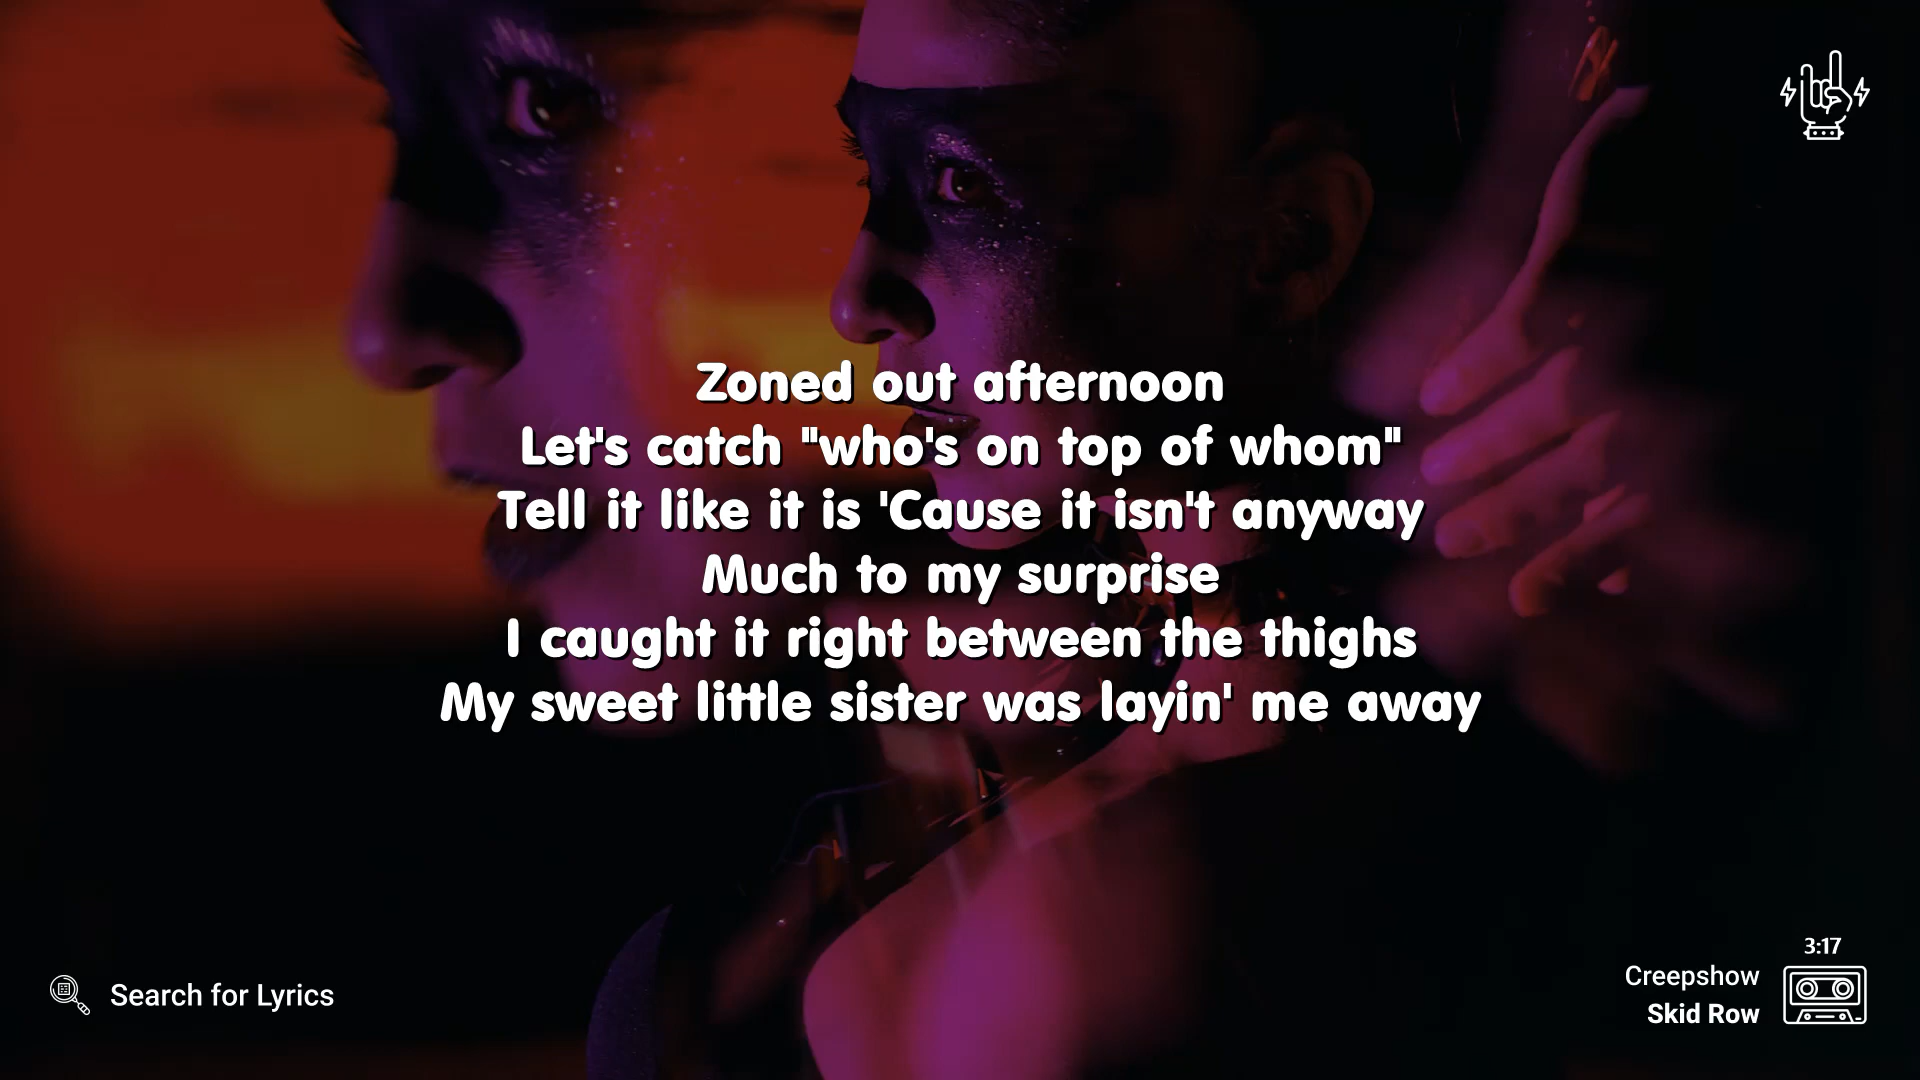 Zoned out afternoon
Let's catch "who's on top of whom"
Tell it like it is 'Cause it isn't anyway
Much to my surprise
I caught it right between the thighs
My sweet little sister was layin' me away
3:17
Creepshow
Skid Row
Search for Lyrics